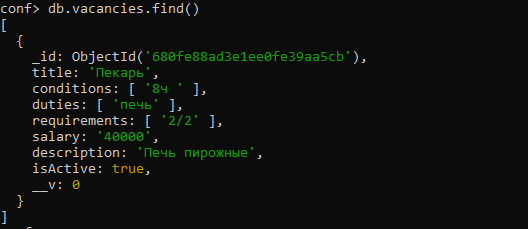 conf> db.vacancies.find()
[
  {
    _id: ObjectId('680fe88ad3e1ee0fe39aa5cb'),
    title: 'Пекарь',
    conditions: [ '8ч ' ],
    duties: [ 'печь' ],
    requirements: [ '2/2' ],
    salary: '40000',
    description: 'Печь пирожные',
    isActive: true,
    __v: 0
  }
]